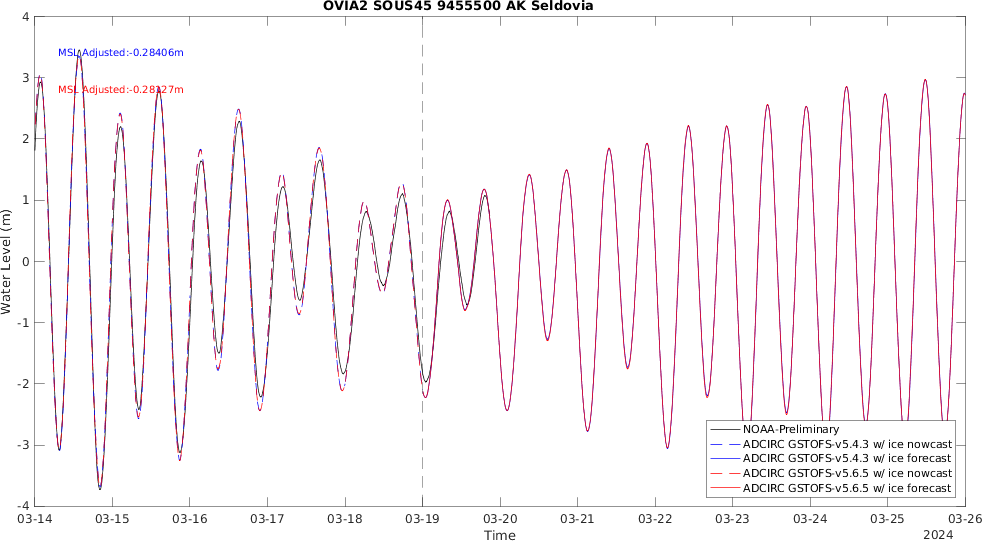 OVIA2 SOUS45 9455500 AK Seldovia
4
3
2
1
0
-1
-2
-3
-4
Water Level (m)
MSL Adjusted:-0.28406m
MSL Adjusted:-0.28327m
NOAA-Preliminary
ADCIRC GSTOFS-v5.4.3 w/ ice nowcast
ADCIRC GSTOFS-v5.4.3 w/ ice forecast
ADCIRC GSTOFS-v5.6.5 w/ ice nowcast
ADCIRC GSTOFS-v5.6.5 w/ ice forecast
03-14 03-15 03-16 03-17 03-18 03-19 03-20 03-21 03-22 03-23 03-24 03-25 03-26
Time
2024